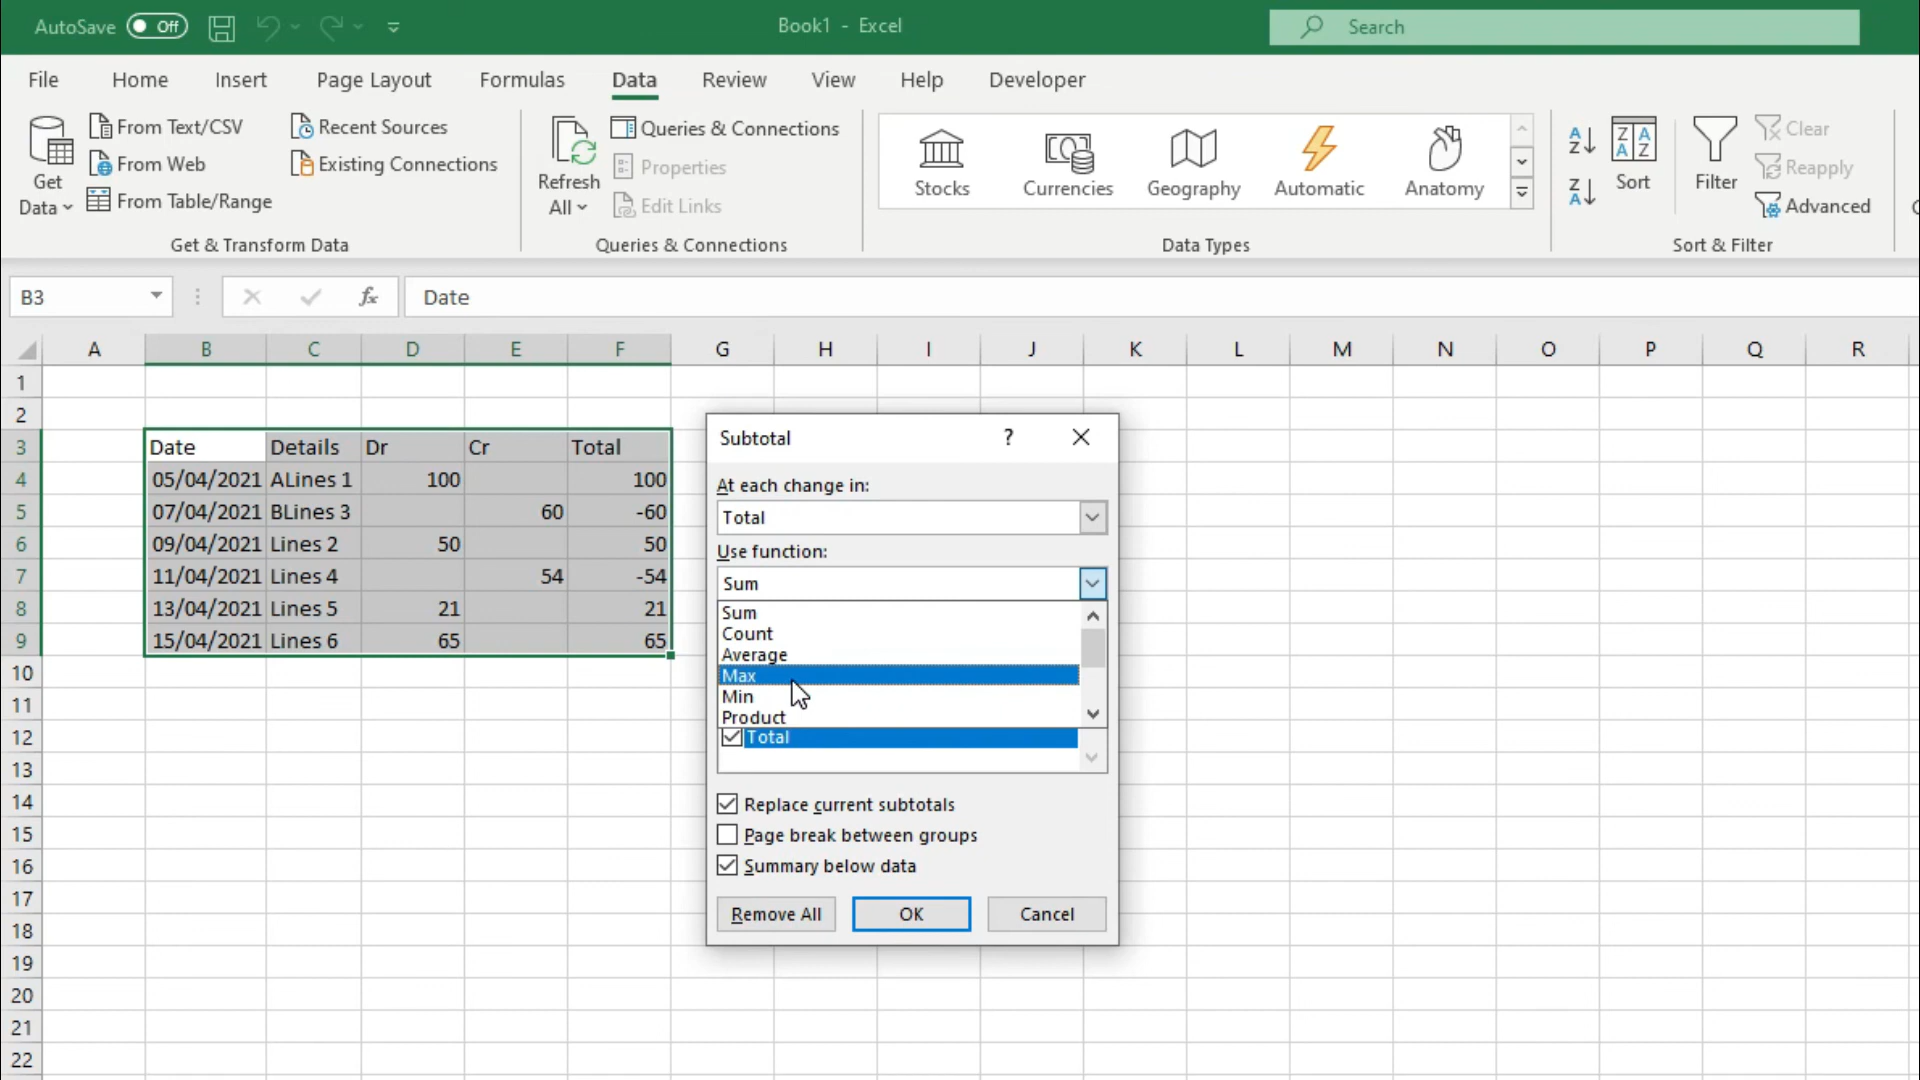 AutoSave Off Book1 - Excel Search
File Home Insert Page Layout Formulas Data Review View Help Developer
Get Data
From Text/CSV
From Web
From Table/Range
Recent Sources
Existing Connections
Get & Transform Data
Refresh All
Queries & Connections
Properties
Edit Links
Queries & Connections
Stocks Currencies Geography Automatic Anatomy
Data Types
Sort
Filter
Clear
Reapply
Advanced
Sort & Filter
B3 fx Date
A B C D E F G H I J K L M N O P Q R
1
2
3 Date Details Dr Cr Total
4 05/04/2021 ALines 1 100 100
5 07/04/2021 BLines 3 60 -60
6 09/04/2021 Lines 2 50 50
7 11/04/2021 Lines 4 54 -54
8 13/04/2021 Lines 5 21 21
9 15/04/2021 Lines 6 65 65
10
11
12
13
14
15
16
17
18
19
20
21
22
Subtotal ?
At each change in:
Total
Use function:
Sum
Sum
Count
Average
Max
Min
Product
Total
Replace current subtotals
Page break between groups
Summary below data
Remove All OK Cancel